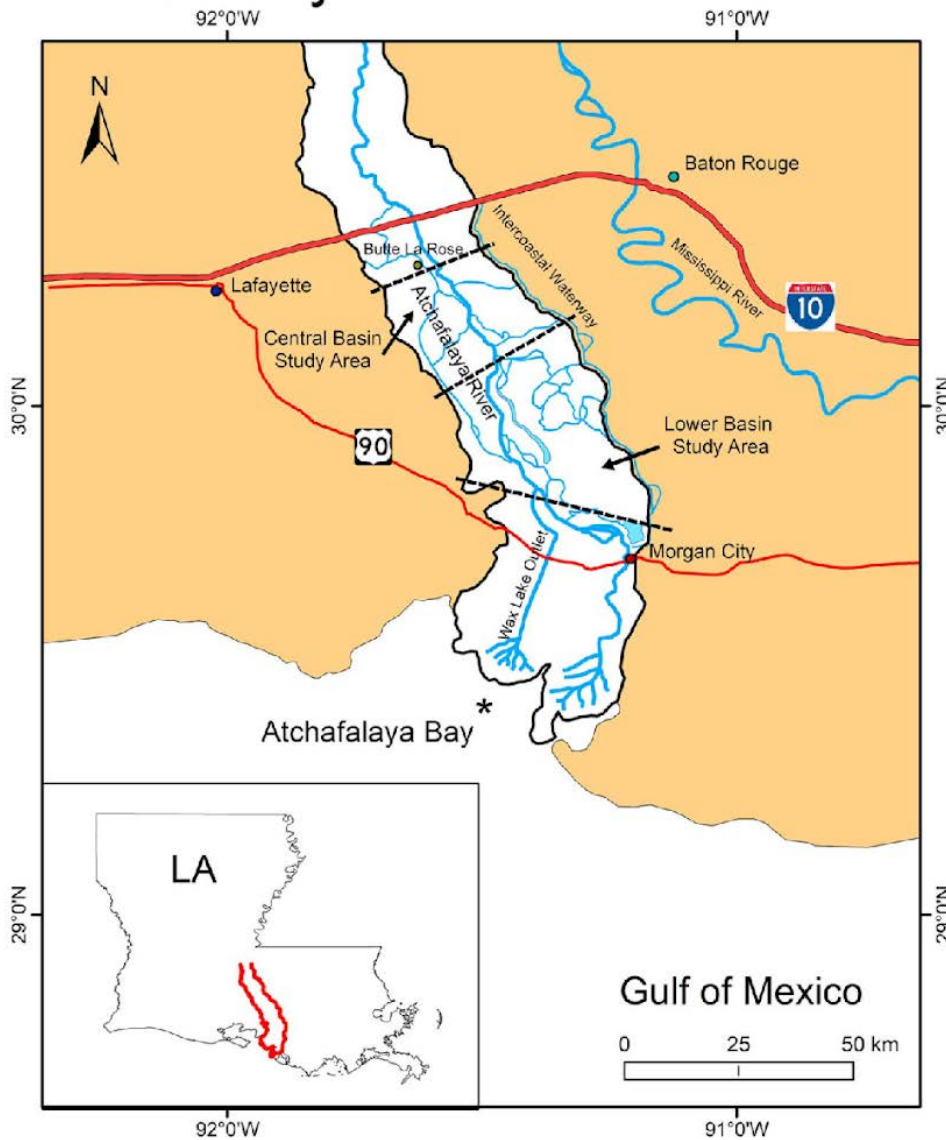 92°0'W
91°0'W
N
Baton Rouge
Intercoastal Waterway
Butte La Rose
Mississippi River
Lafayette
INTERSTATE
10
Central Basin
Study Area
Atchafalaya River
30°0'N
30°0'N
Lower Basin
Study Area
90
Morgan City
Wax Lake Outlet
*
Atchafalaya Bay
LA
29°0'N
29°0'N
Gulf of Mexico
0 25 50 km
92°0'W
91°0'W